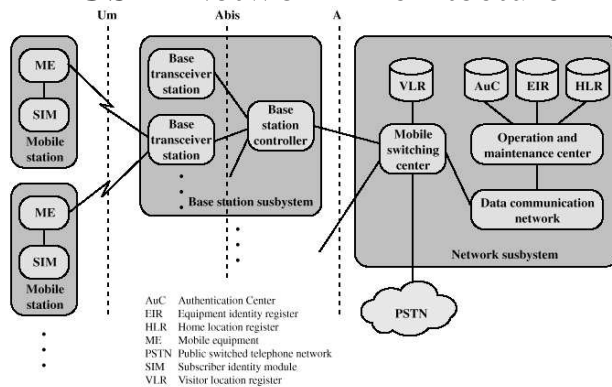 Um
Abis
A
ME
SIM
Mobile
station
ME
SIM
Mobile
station
Base
transceiver
station
Base
transceiver
station
Base
station
controller
Base station susbystem
VLR
AuC
EIR
HLR
Mobile
switching
center
Operation and
maintenance center
Data communication
network
Network susbystem
PSTN
AuC Authentication Center
EIR Equipment identity register
HLR Home location register
ME Mobile equipment
PSTN Public switched telephone network
SIM Subscriber identity module
VLR Visitor location register